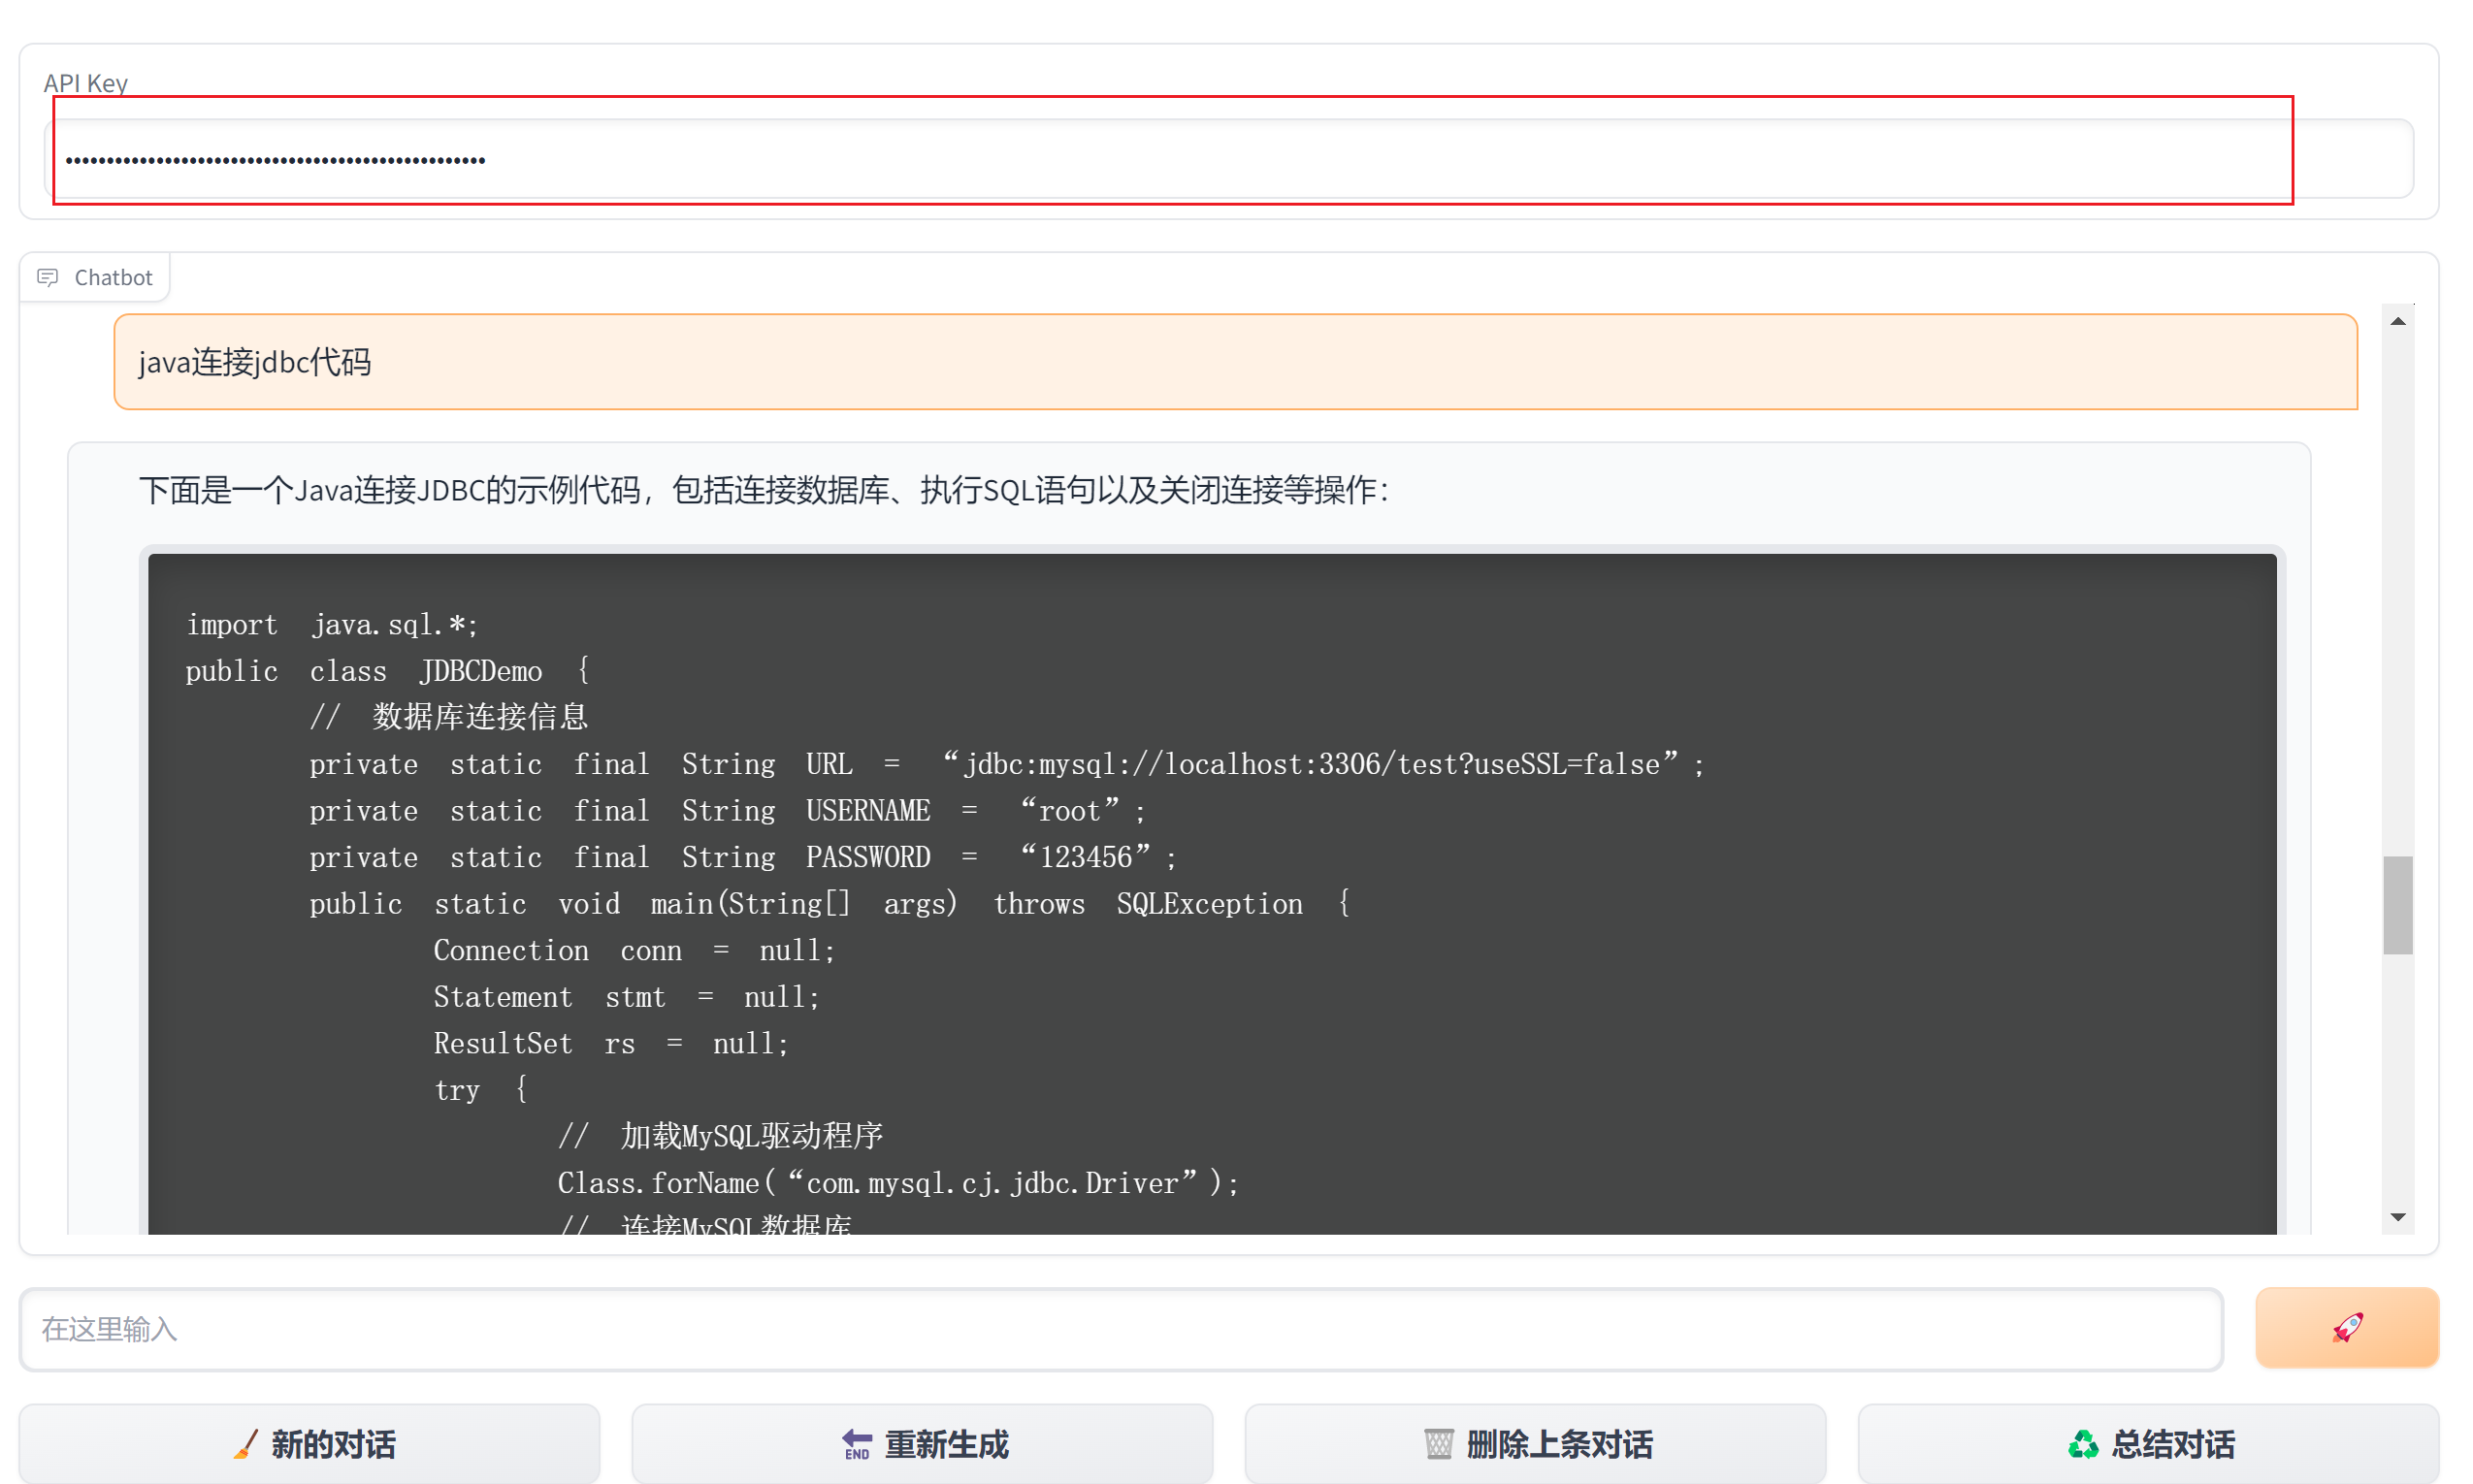 API Key
••••••••••••••••••••••••••••••••••••••••••••••••••
Chatbot
java连接jdbc代码
下面是一个Java连接JDBC的示例代码，包括连接数据库、执行SQL语句以及关闭连接等操作：
import java.sql.*;
public class JDBCDemo {
// 数据库连接信息
private static final String URL = “jdbc:mysql://localhost:3306/test?useSSL=false”;
private static final String USERNAME = “root”;
private static final String PASSWORD = “123456”;
public static void main(String[] args) throws SQLException {
Connection conn = null;
Statement stmt = null;
ResultSet rs = null;
try {
// 加载MySQL驱动程序
Class.forName(“com.mysql.cj.jdbc.Driver”);
// 连接MySQL数据库
在这里输入
END
新的对话 重新生成 删除上条对话 总结对话